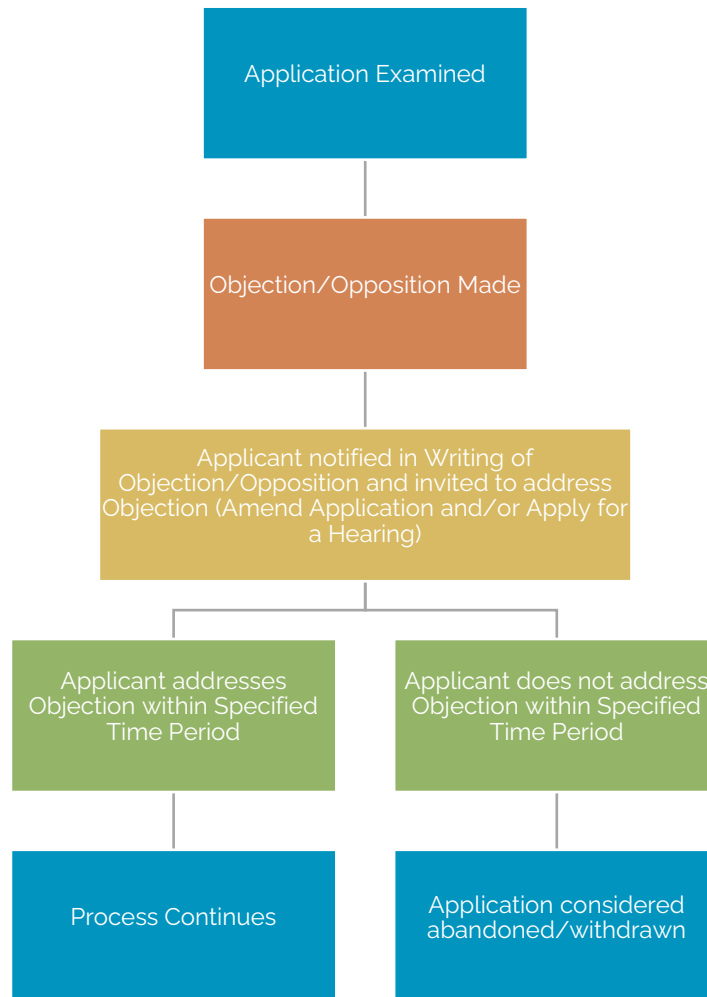 Application Examined
Objection/Opposition Made
Applicant notified in Writing of
Objection/Opposition and invited to address
Objection (Amend Application and/or Apply for
a Hearing)
Applicant addresses
Objection within Specified
Time Period
Applicant does not address
Objection within Specified
Time Period
Process Continues
Application considered
abandoned/withdrawn